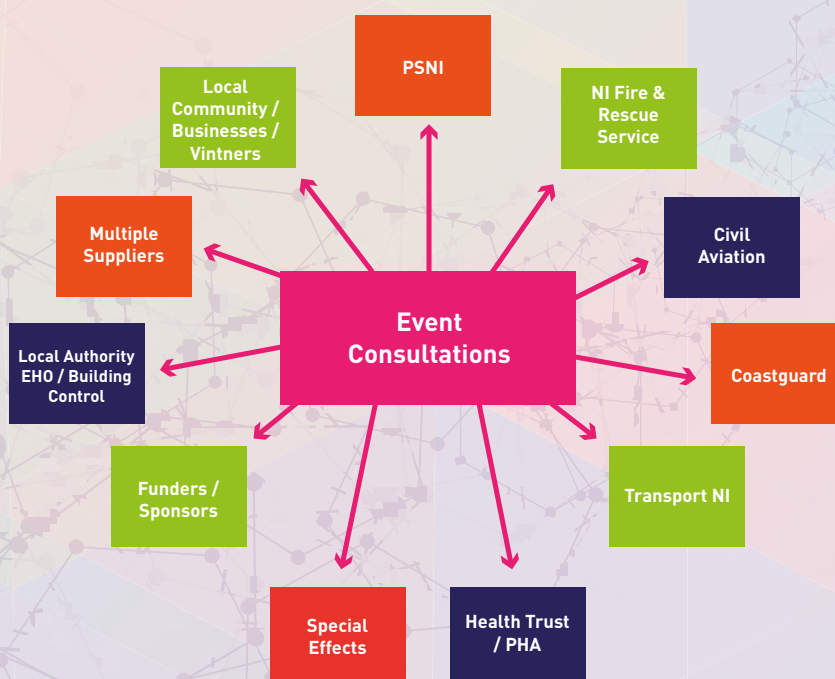 PSNI
Local
Community /
Businesses /
Vintners
NI Fire &
Rescue
Service
Multiple
Suppliers
Civil
Aviation
Event
Consultations
Local Authority
EHO / Building
Control
Coastguard
Funders /
Sponsors
Transport NI
Special
Effects
Health Trust
/ PHA